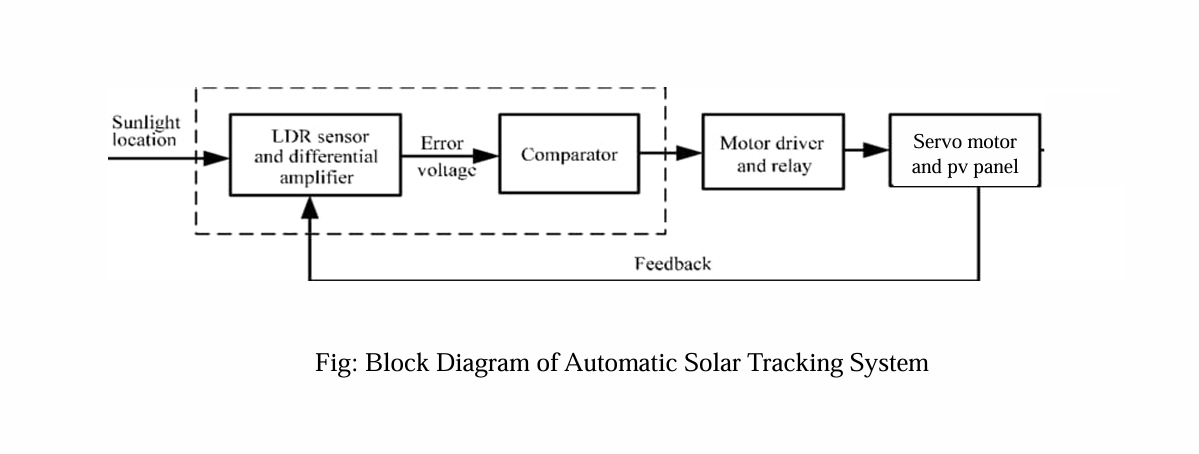 Sunlight
location
LDR sensor
and differential
amplifier
Error
voltage
Comparator
Motor driver
and relay
Servo motor
and pv panel
Feedback
Fig: Block Diagram of Automatic Solar Tracking System